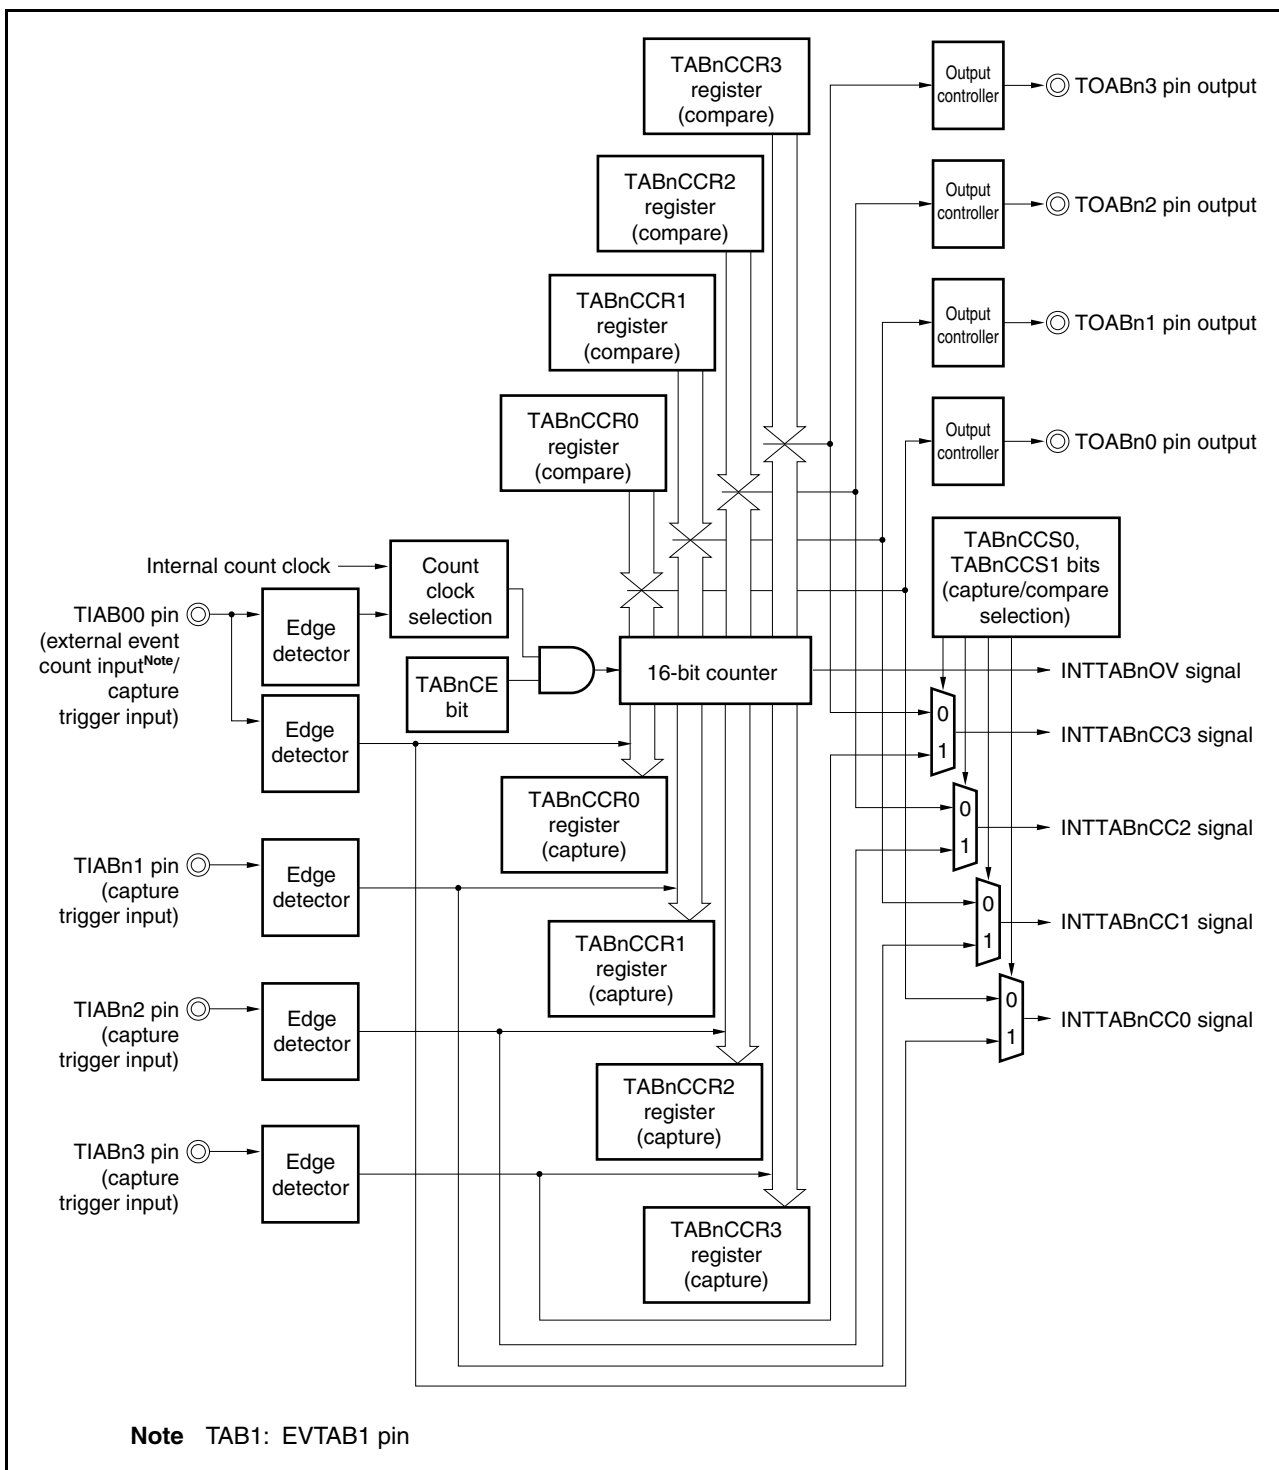 TABnCCR3
register
(compare)
Output
controller
TOABn3 pin output
TABnCCR2
register
(compare)
Output
controller
TOABn2 pin output
TABnCCR1
register
(compare)
Output
controller
TOABn1 pin output
TABnCCR0
register
(compare)
Output
controller
TOABn0 pin output
TABnCCS0,
TABnCCS1 bits
(capture/compare
selection)
Internal count clock
Count
clock
selection
TIAB00 pin
(external event
count inputNote/
capture
trigger input)
Edge
detector
TABnCE
bit
16-bit counter
INTTABnOV signal
Edge
detector
0
1
INTTABnCC3 signal
TABnCCR0
register
(capture)
0
1
INTTABnCC2 signal
TIABn1 pin
(capture
trigger input)
Edge
detector
0
1
INTTABnCC1 signal
TABnCCR1
register
(capture)
TIABn2 pin
(capture
trigger input)
Edge
detector
0
1
INTTABnCC0 signal
TABnCCR2
register
(capture)
TIABn3 pin
(capture
trigger input)
Edge
detector
TABnCCR3
register
(capture)
Note TAB1: EVTAB1 pin